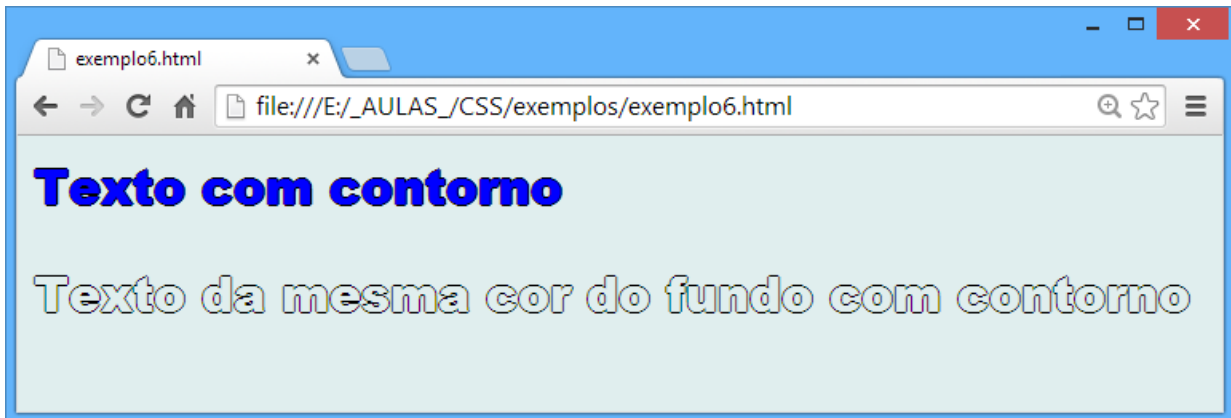 exemplo6.html
file:///E:/_AULAS_/CSS/exemplos/exemplo6.html
Texto com contorno
Texto da mesma cor do fundo com contorno